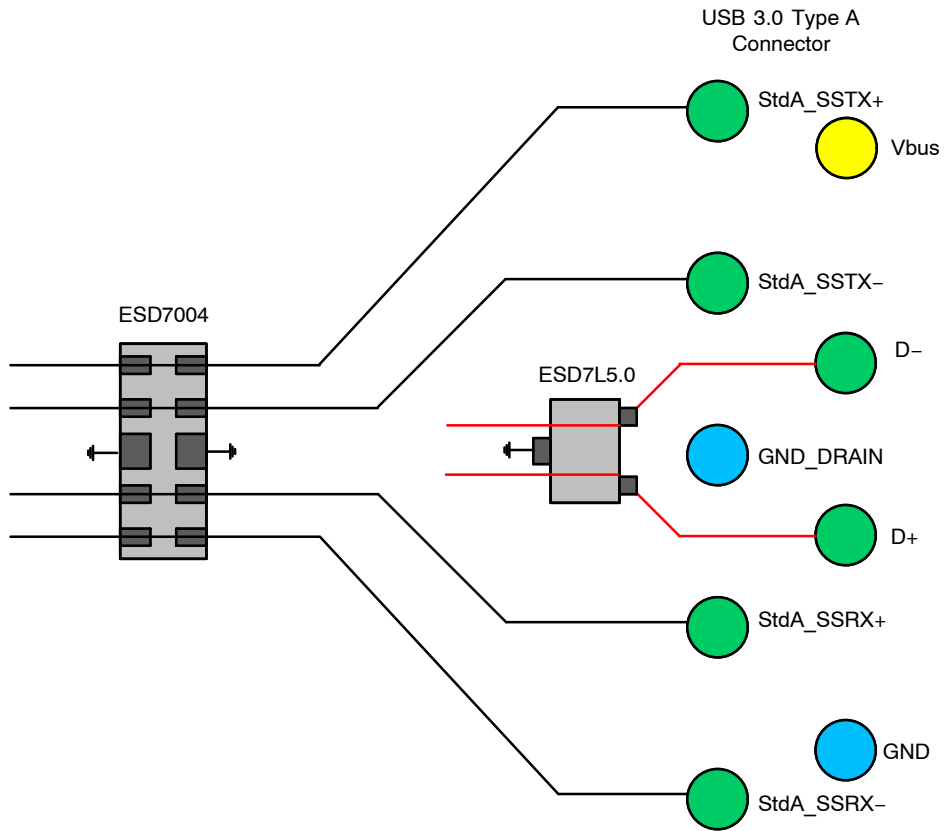 USB 3.0 Type A
Connector
StdA_SSTX+
Vbus
StdA_SSTX−
ESD7004
D−
ESD7L5.0
GND_DRAIN
D+
StdA_SSRX+
GND
StdA_SSRX−